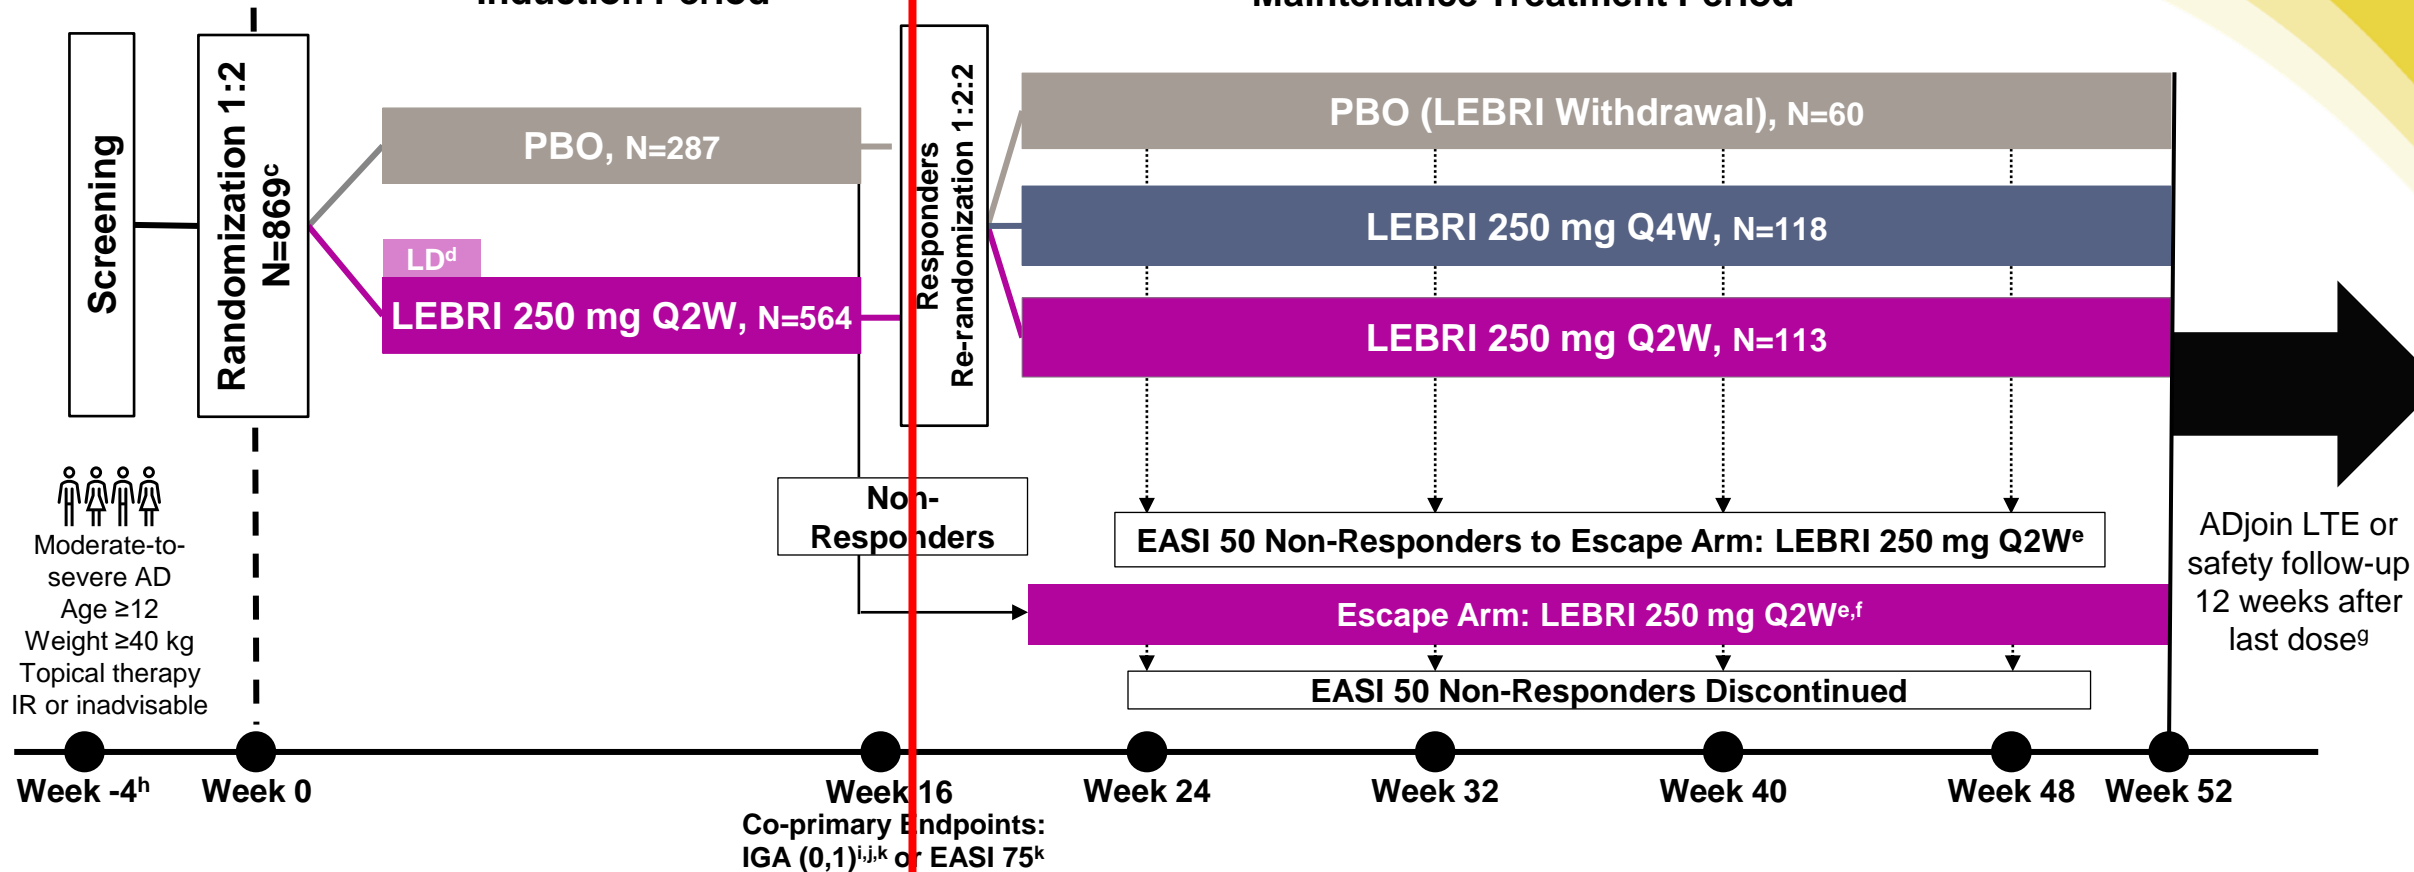 Induction Period
Maintenance Treatment Period
Screening
Randomization 1:2
N=869ᶜ
PBO, N=287
LDᵈ
LEBRI 250 mg Q2W, N=564
Responders
Re-randomization 1:2:2
PBO (LEBRI Withdrawal), N=60
LEBRI 250 mg Q4W, N=118
LEBRI 250 mg Q2W, N=113
Non-
Responders
EASI 50 Non-Responders to Escape Arm: LEBRI 250 mg Q2Wᵉ
Escape Arm: LEBRI 250 mg Q2Wᵉ,ᶠ
EASI 50 Non-Responders Discontinued
Moderate-to-
severe AD
Age ≥12
Weight ≥40 kg
Topical therapy
IR or inadvisable
ADjoin LTE or
safety follow-up
12 weeks after
last doseᵍ
Week -4ʰ
Week 0
Week 16
Week 24
Week 32
Week 40
Week 48
Week 52
Co-primary Endpoints:
IGA (0,1)ⁱ,ʲ,ᵏ or EASI 75ᵏ